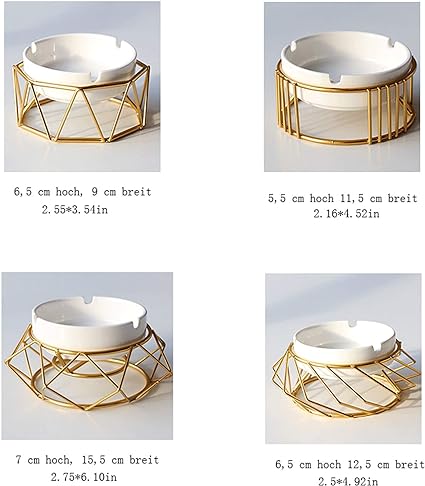 6,5 cm hoch, 9 cm breit
2.55*3.54in
5,5 cm hoch 11,5 cm breit
2.16*4.52in
7 cm hoch, 15,5 cm breit
2.75*6.10in
6,5 cm hoch 12,5 cm breit
2.5*4.92in